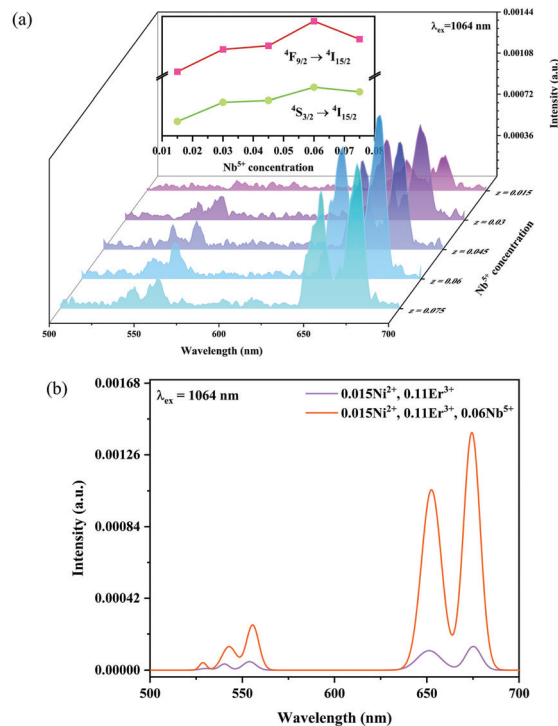 (a)
λex=1064 nm
0.00144
0.00108
0.00072
0.00036
Intensity (a.u.)
⁴F9/2 → ⁴I15/2
⁴S3/2 → ⁴I15/2
0.01 0.02 0.03 0.04 0.05 0.06 0.07 0.08
Nb⁵⁺ concentration
z = 0.015
z = 0.03
z = 0.045
z = 0.06
z = 0.075
Nb⁵⁺ concentration
500 550 600 650 700
Wavelength (nm)
(b)
λex = 1064 nm
0.015Ni²⁺, 0.11Er³⁺
0.015Ni²⁺, 0.11Er³⁺, 0.06Nb⁵⁺
0.00168
0.00126
0.00084
0.00042
0.00000
Intensity (a.u.)
500 550 600 650 700
Wavelength (nm)